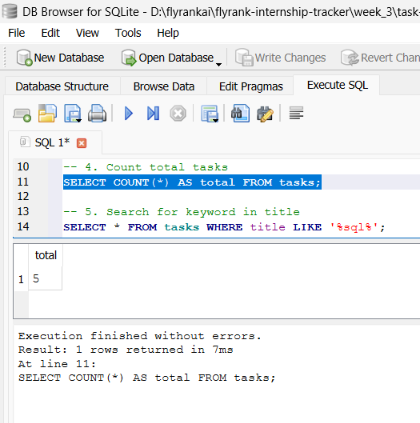 DB Browser for SQLite - D:\flyrankai\flyrank-internship-tracker\week_3\task-
File Edit View Tools Help
New Database Open Database Write Changes Revert Chan
Database Structure Browse Data Edit Pragmas Execute SQL
SQL 1*
10 -- 4. Count total tasks
11 SELECT COUNT(*) AS total FROM tasks;
12
13 -- 5. Search for keyword in title
14 SELECT * FROM tasks WHERE title LIKE '%sql%';
total
1 5
Execution finished without errors.
Result: 1 rows returned in 7ms
At line 11:
SELECT COUNT(*) AS total FROM tasks;